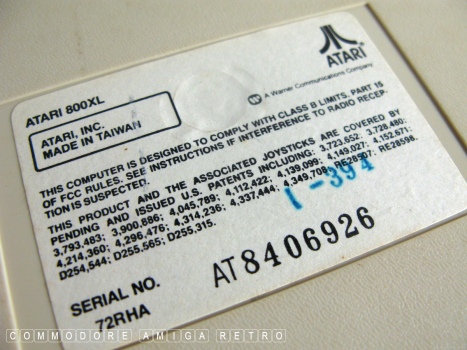 ATARI
A Warner Communications Company
ATARI 800XL
ATARI, INC.
MADE IN TAIWAN
THIS COMPUTER IS DESIGNED TO COMPLY WITH CLASS B LIMITS. PART 15
OF FCC RULES. SEE INSTRUCTIONS IF INTERFERENCE TO RADIO RECEP-
TION IS SUSPECTED.
THIS PRODUCT AND THE ASSOCIATED JOYSTICKS ARE COVERED BY
PENDING AND ISSUED U.S. PATENTS INCLUDING: 3,723,652; 3,728,480;
3,793,483; 3,900,886; 4,045,789; 4,112,422; 4,139,099; 4,149,027; 4,152,671;
4,214,360; 4,296,476; 4,314,236; 4,337,444; 4,349,708; RE28507; RE28598.
D254,544; D255,565; D255,315.
1-394
SERIAL NO.
AT8406926
72RHA
COMMODORE AMIGA RETRO